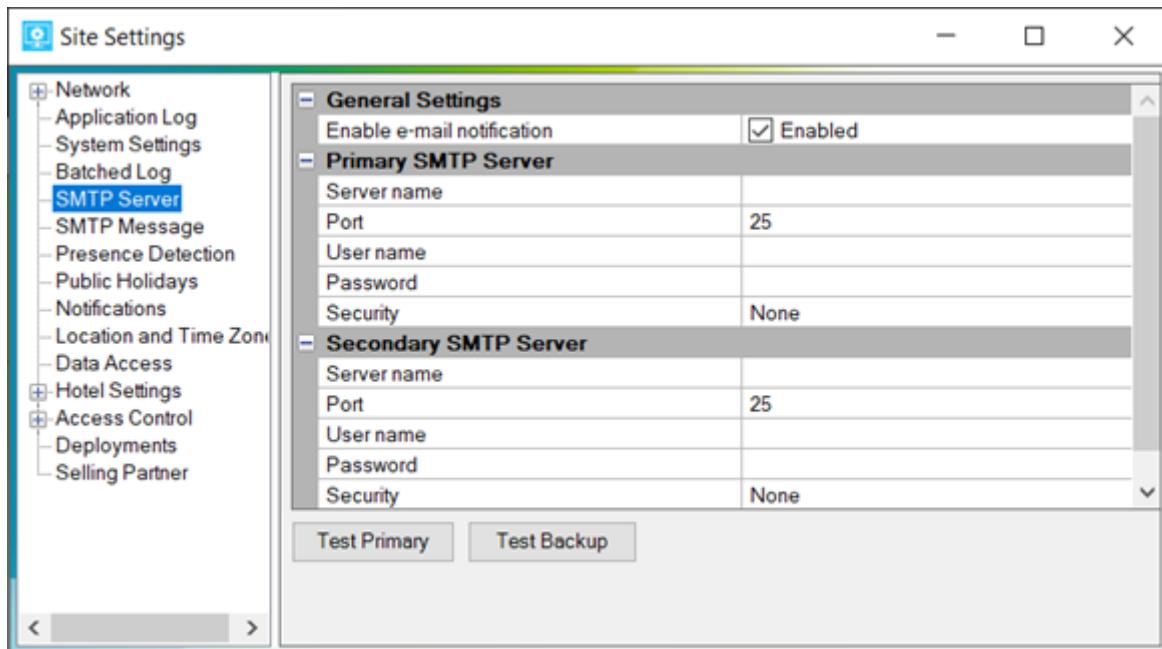 Site Settings
Network
Application Log
System Settings
Batched Log
SMTP Server
SMTP Message
Presence Detection
Public Holidays
Notifications
Location and Time Zone
Data Access
Hotel Settings
Access Control
Deployments
Selling Partner
General Settings
Enable e-mail notification Enabled
Primary SMTP Server
Server name
Port 25
User name
Password
Security None
Secondary SMTP Server
Server name
Port 25
User name
Password
Security None
Test Primary Test Backup